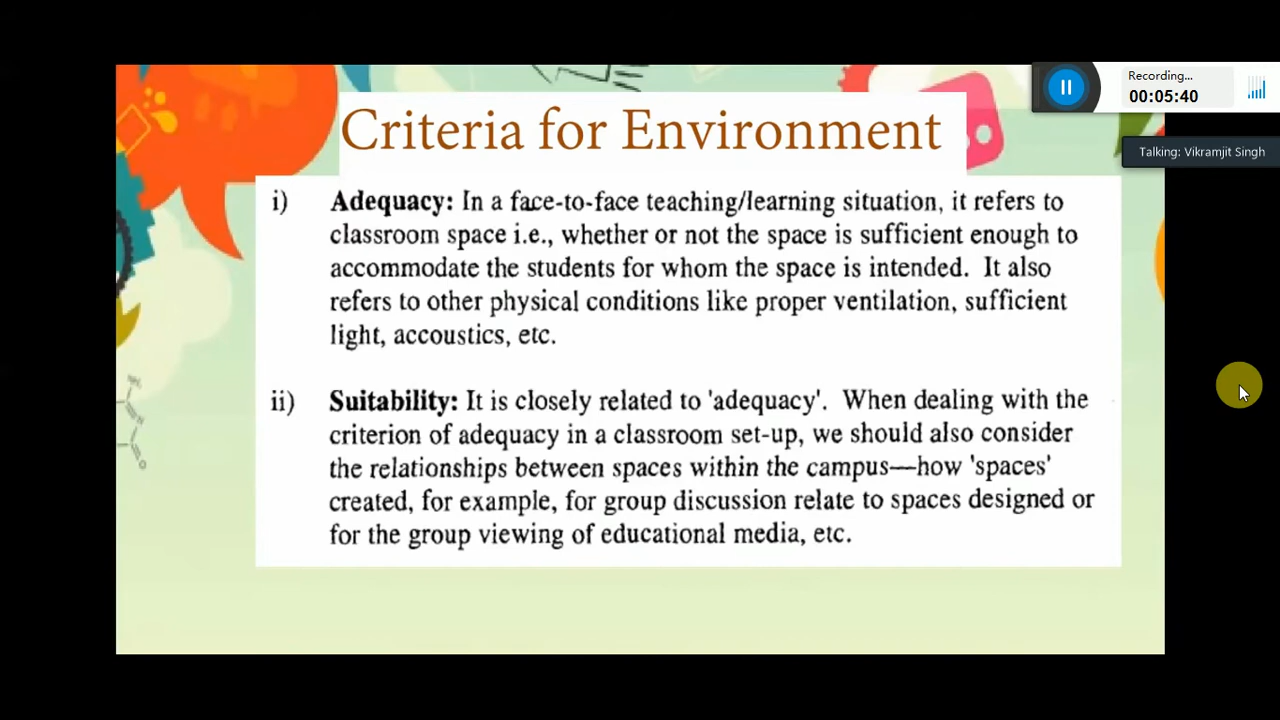 Recording...
00:05:40
Talking: Vikramjit Singh
Criteria for Environment
i) Adequacy: In a face-to-face teaching/learning situation, it refers to
classroom space i.e., whether or not the space is sufficient enough to
accommodate the students for whom the space is intended. It also
refers to other physical conditions like proper ventilation, sufficient
light, accoustics, etc.
ii) Suitability: It is closely related to 'adequacy'. When dealing with the
criterion of adequacy in a classroom set-up, we should also consider
the relationships between spaces within the campus—how 'spaces'
created, for example, for group discussion relate to spaces designed or
for the group viewing of educational media, etc.